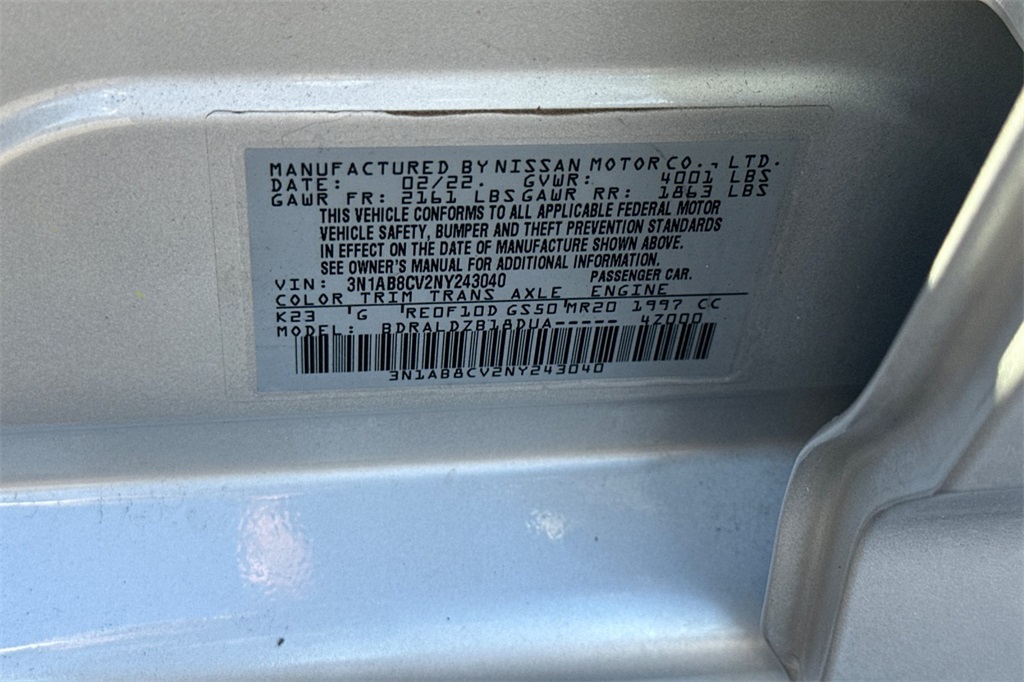 MANUFACTURED BY NISSAN MOTOR CO., LTD.
DATE: 02/22. GVWR: 4001 LBS
GAWR FR: 2161 LBS GAWR RR: 1863 LBS
THIS VEHICLE CONFORMS TO ALL APPLICABLE FEDERAL MOTOR
VEHICLE SAFETY, BUMPER AND THEFT PREVENTION STANDARDS
IN EFFECT ON THE DATE OF MANUFACTURE SHOWN ABOVE.
SEE OWNER'S MANUAL FOR ADDITIONAL INFORMATION.
VIN: 3N1AB8CV2NY243040 PASSENGER CAR.
COLOR TRIM TRANS AXLE ENGINE
K23 'G 'RE0F10D GS50'MR20 1997 CC
MODEL: BDRALDZB18DUA----- 47000
3N1AB8CV2NY243040